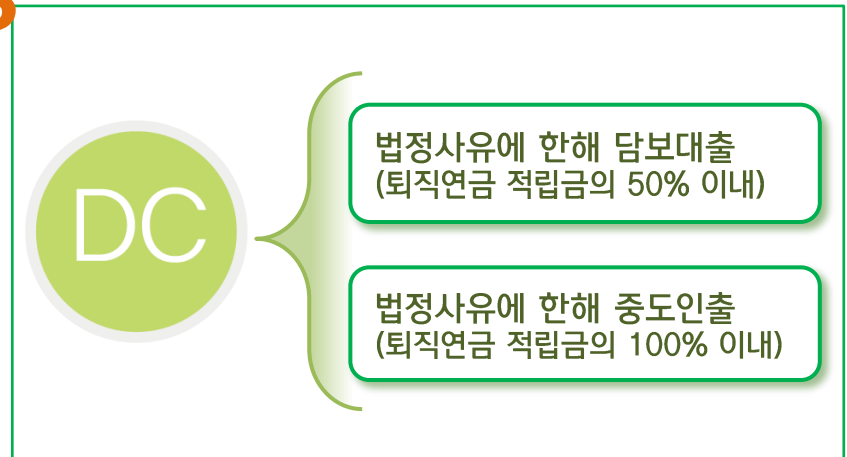 DC
법정사유에 한해 담보대출
(퇴직연금 적립금의 50% 이내)
법정사유에 한해 중도인출
(퇴직연금 적립금의 100% 이내)